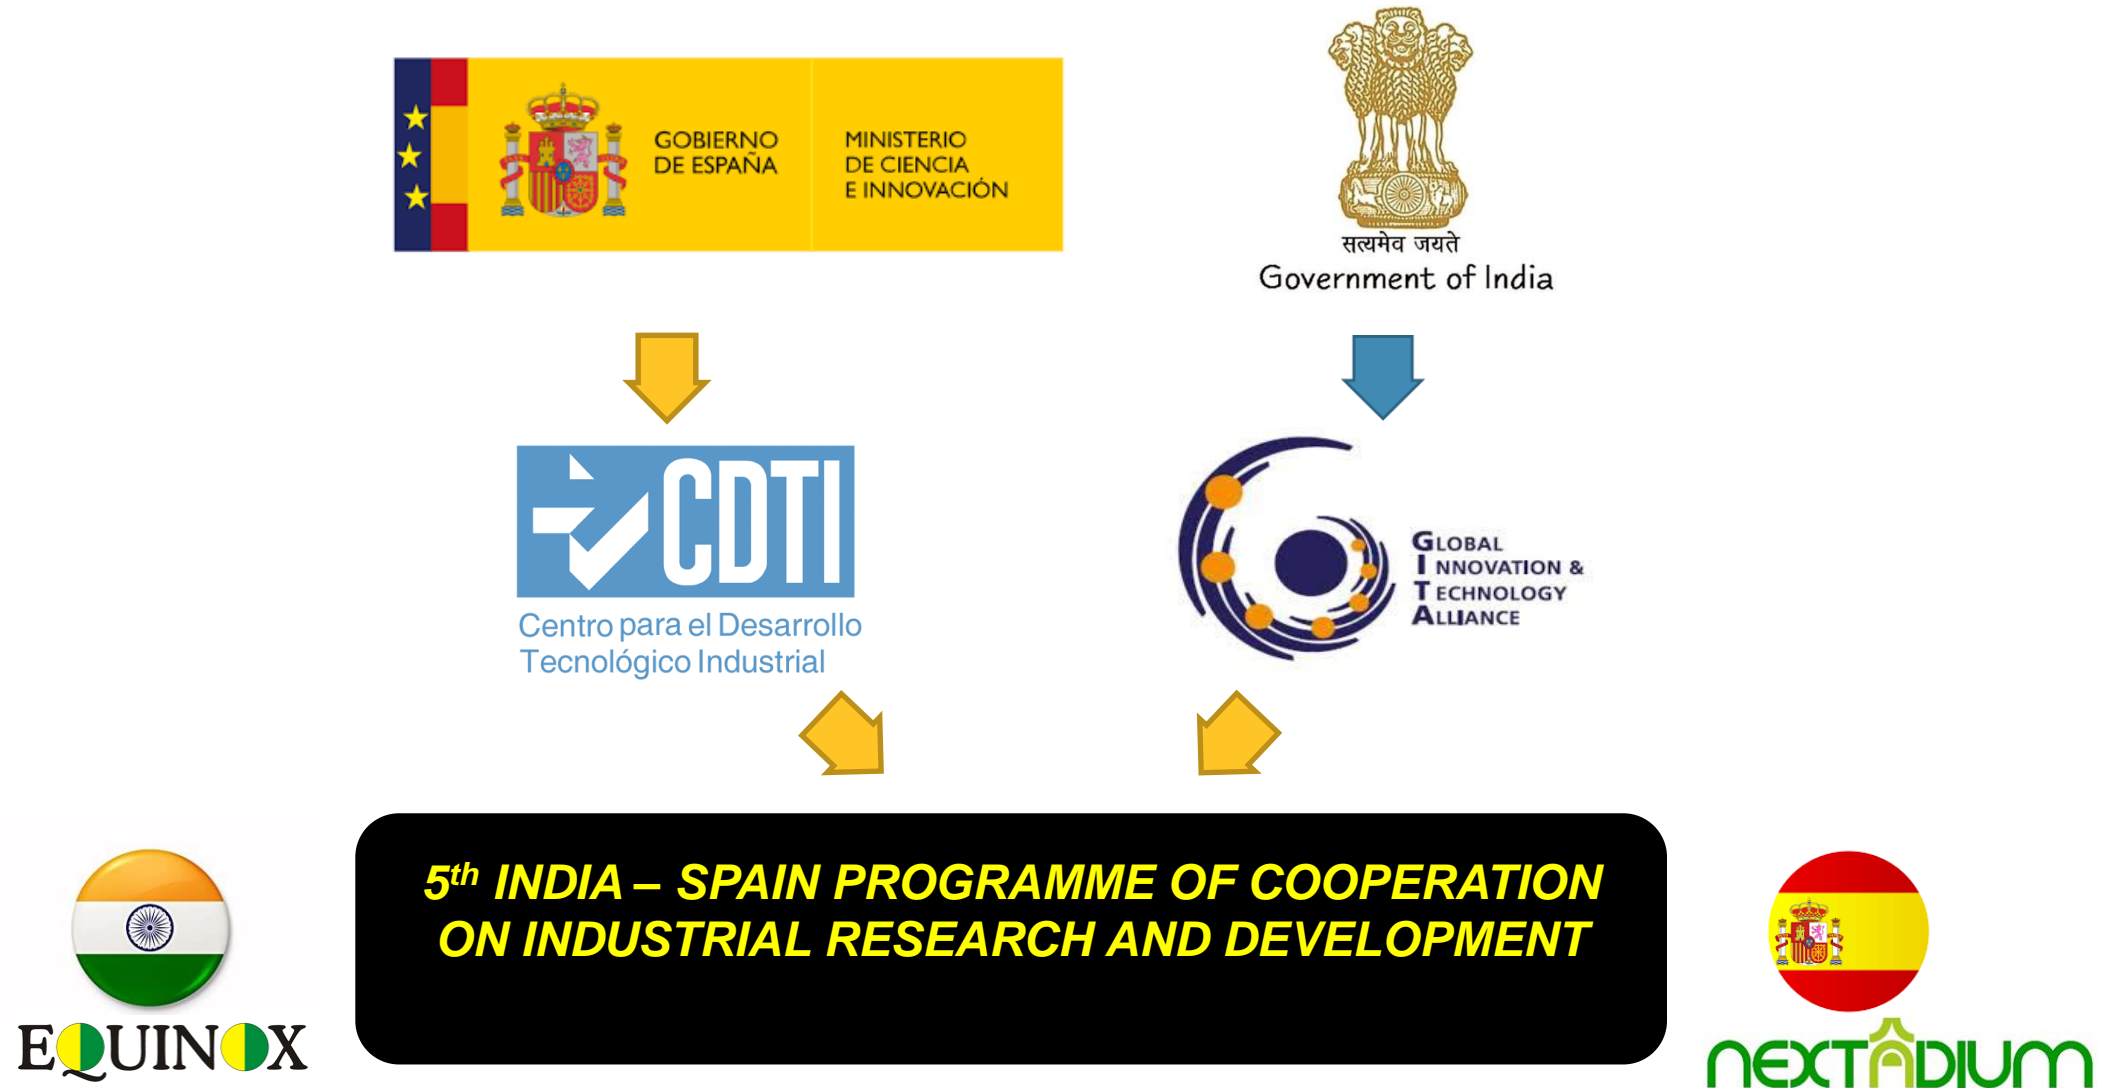 GOBIERNO
DE ESPAÑA
MINISTERIO
DE CIENCIA
E INNOVACIÓN
सत्यमेव जयते
Government of India
CDTI
Centro para el Desarrollo
Tecnológico Industrial
GLOBAL
INNOVATION &
TECHNOLOGY
ALLIANCE
5th INDIA – SPAIN PROGRAMME OF COOPERATION
ON INDUSTRIAL RESEARCH AND DEVELOPMENT
EQUINOX
NEXTADIUM